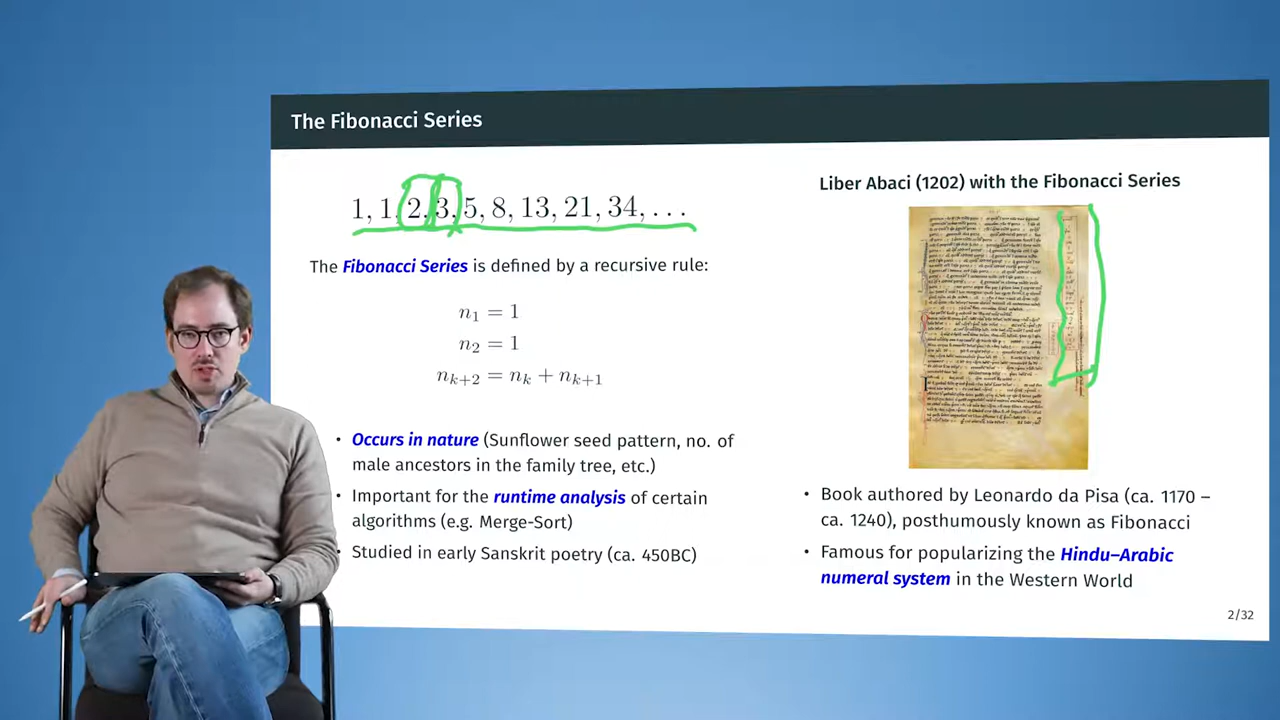 The Fibonacci Series
1, 1, 2, 3, 5, 8, 13, 21, 34, . . .
The Fibonacci Series is defined by a recursive rule:
n₁ = 1
n₂ = 1
nₖ₊₂ = nₖ + nₖ₊₁
• Occurs in nature (Sunflower seed pattern, no. of
male ancestors in the family tree, etc.)
• Important for the runtime analysis of certain
algorithms (e.g. Merge-Sort)
• Studied in early Sanskrit poetry (ca. 450BC)
Liber Abaci (1202) with the Fibonacci Series
• Book authored by Leonardo da Pisa (ca. 1170 –
ca. 1240), posthumously known as Fibonacci
• Famous for popularizing the Hindu–Arabic
numeral system in the Western World
2/32